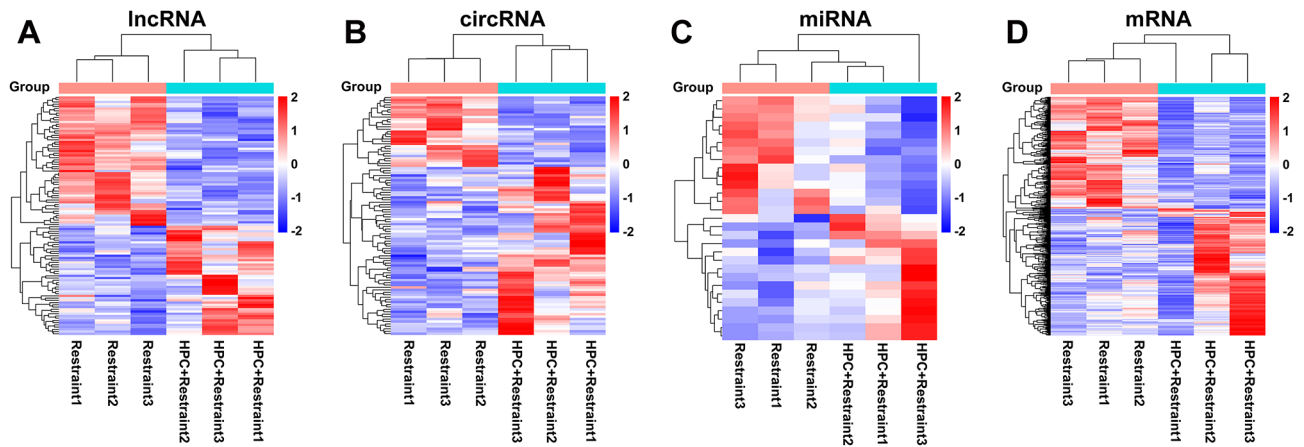 A
lncRNA
Group
2
1
0
-1
-2
Restraint1
Restraint2
Restraint3
HPC+Restraint2
HPC+Restraint3
HPC+Restraint1
B
circRNA
Group
2
1
0
-1
-2
Restraint1
Restraint3
Restraint2
HPC+Restraint3
HPC+Restraint2
HPC+Restraint1
C
miRNA
Group
2
1
0
-1
-2
Restraint3
Restraint1
Restraint2
HPC+Restraint2
HPC+Restraint1
HPC+Restraint3
D
mRNA
Group
2
1
0
-1
-2
Restraint3
Restraint1
Restraint2
HPC+Restraint1
HPC+Restraint2
HPC+Restraint3